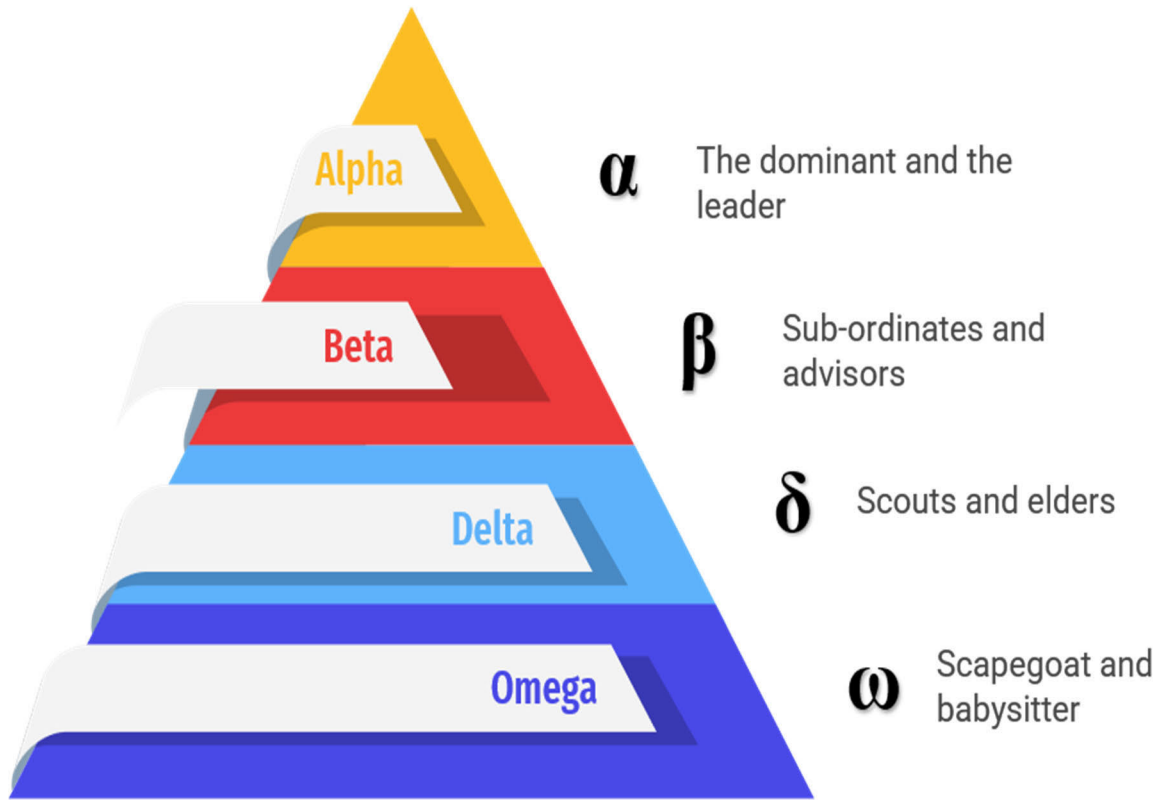 Alpha
α
The dominant and the
leader
Beta
β
Sub-ordinates and
advisors
Delta
δ
Scouts and elders
Omega
ω
Scapegoat and
babysitter